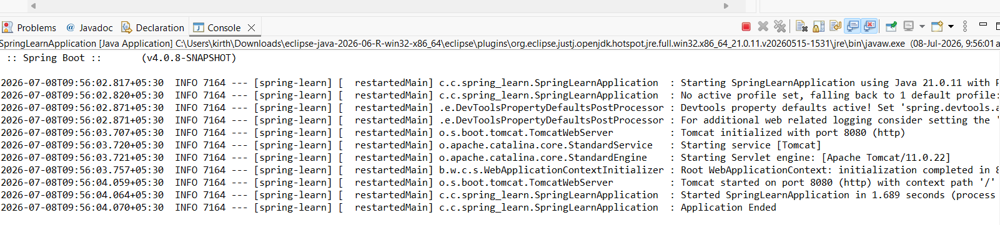 Problems @ Javadoc Declaration Console
SpringLearnApplication [Java Application] C:\Users\kirth\Downloads\eclipse-java-2026-06-R-win32-x86_64\eclipse\plugins\org.eclipse.justj.openjdk.hotspot.jre.full.win32.x86_64_21.0.11.v20260515-1531\jre\bin\javaw.exe (08-Jul-2026, 9:56:01 a
:: Spring Boot :: (v4.0.8-SNAPSHOT)
2026-07-08T09:56:02.817+05:30 INFO 7164 --- [spring-learn] [ restartedMain] c.c.spring_learn.SpringLearnApplication : Starting SpringLearnApplication using Java 21.0.11 with P
2026-07-08T09:56:02.820+05:30 INFO 7164 --- [spring-learn] [ restartedMain] c.c.spring_learn.SpringLearnApplication : No active profile set, falling back to 1 default profile:
2026-07-08T09:56:02.871+05:30 INFO 7164 --- [spring-learn] [ restartedMain] .e.DevToolsPropertyDefaultsPostProcessor : Devtools property defaults active! Set 'spring.devtools.a
2026-07-08T09:56:02.871+05:30 INFO 7164 --- [spring-learn] [ restartedMain] .e.DevToolsPropertyDefaultsPostProcessor : For additional web related logging consider setting the '
2026-07-08T09:56:03.707+05:30 INFO 7164 --- [spring-learn] [ restartedMain] o.s.boot.tomcat.TomcatWebServer : Tomcat initialized with port 8080 (http)
2026-07-08T09:56:03.720+05:30 INFO 7164 --- [spring-learn] [ restartedMain] o.apache.catalina.core.StandardService : Starting service [Tomcat]
2026-07-08T09:56:03.721+05:30 INFO 7164 --- [spring-learn] [ restartedMain] o.apache.catalina.core.StandardEngine : Starting Servlet engine: [Apache Tomcat/11.0.22]
2026-07-08T09:56:03.757+05:30 INFO 7164 --- [spring-learn] [ restartedMain] b.w.c.s.WebApplicationContextInitializer : Root WebApplicationContext: initialization completed in 8
2026-07-08T09:56:04.059+05:30 INFO 7164 --- [spring-learn] [ restartedMain] o.s.boot.tomcat.TomcatWebServer : Tomcat started on port 8080 (http) with context path '/'
2026-07-08T09:56:04.064+05:30 INFO 7164 --- [spring-learn] [ restartedMain] c.c.spring_learn.SpringLearnApplication : Started SpringLearnApplication in 1.689 seconds (process
2026-07-08T09:56:04.070+05:30 INFO 7164 --- [spring-learn] [ restartedMain] c.c.spring_learn.SpringLearnApplication : Application Ended